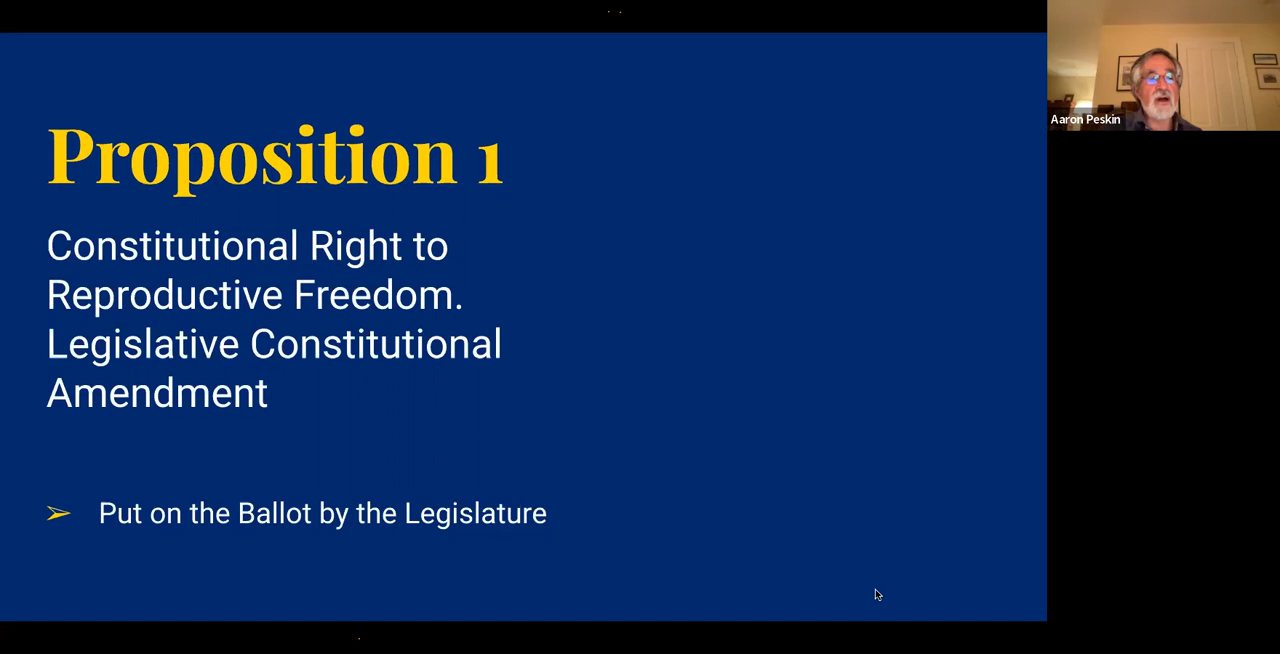 Proposition 1
Constitutional Right to
Reproductive Freedom.
Legislative Constitutional
Amendment
➢ Put on the Ballot by the Legislature
Aaron Peskin